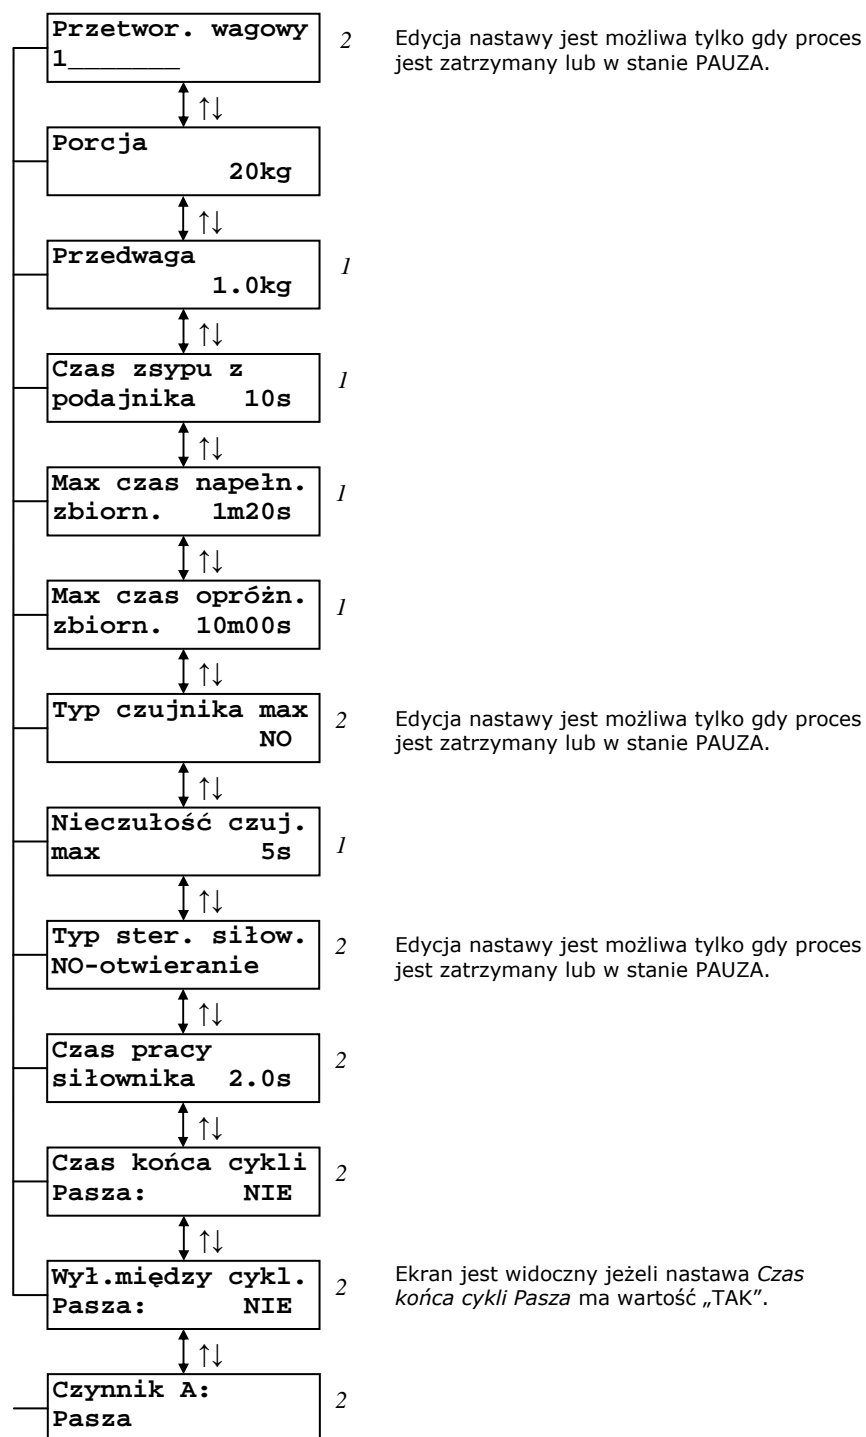 Przetwor. wagowy 2 Edycja nastawy jest możliwa tylko gdy proces
1_______ jest zatrzymany lub w stanie PAUZA.
↑↓
Porcja
20kg
↑↓
Przedwaga 1
1.0kg
↑↓
Czas zsypu z 1
podajnika 10s
↑↓
Max czas napełn. 1
zbiorn. 1m20s
↑↓
Max czas opróżn. 1
zbiorn. 10m00s
↑↓
Typ czujnika max 2 Edycja nastawy jest możliwa tylko gdy proces
NO jest zatrzymany lub w stanie PAUZA.
↑↓
Nieczułość czuj.
max 5s 1
↑↓
Typ ster. siłow. 2 Edycja nastawy jest możliwa tylko gdy proces
NO-otwieranie jest zatrzymany lub w stanie PAUZA.
↑↓
Czas pracy 2
siłownika 2.0s
↑↓
Czas końca cykli 2
Pasza: NIE
↑↓
Wył.między cykl. 2 Ekran jest widoczny jeżeli nastawa Czas
Pasza: NIE końca cykli Pasza ma wartość „TAK”.
↑↓
Czynnik A: 2
Pasza